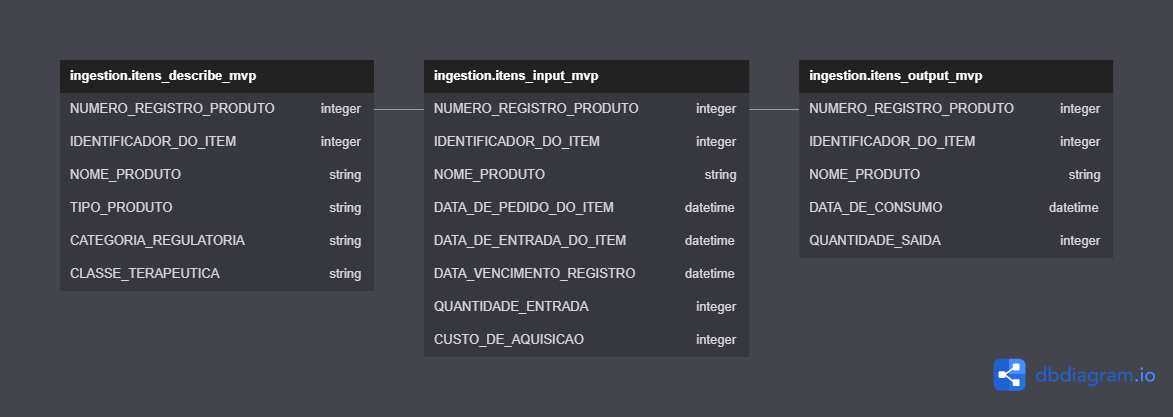 ingestion.itens_describe_mvp
NUMERO_REGISTRO_PRODUTO integer
IDENTIFICADOR_DO_ITEM integer
NOME_PRODUTO string
TIPO_PRODUTO string
CATEGORIA_REGULATORIA string
CLASSE_TERAPEUTICA string
ingestion.itens_input_mvp
NUMERO_REGISTRO_PRODUTO integer
IDENTIFICADOR_DO_ITEM integer
NOME_PRODUTO string
DATA_DE_PEDIDO_DO_ITEM datetime
DATA_DE_ENTRADA_DO_ITEM datetime
DATA_VENCIMENTO_REGISTRO datetime
QUANTIDADE_ENTRADA integer
CUSTO_DE_AQUISICAO integer
ingestion.itens_output_mvp
NUMERO_REGISTRO_PRODUTO integer
IDENTIFICADOR_DO_ITEM integer
NOME_PRODUTO string
DATA_DE_CONSUMO datetime
QUANTIDADE_SAIDA integer
dbdiagram.io